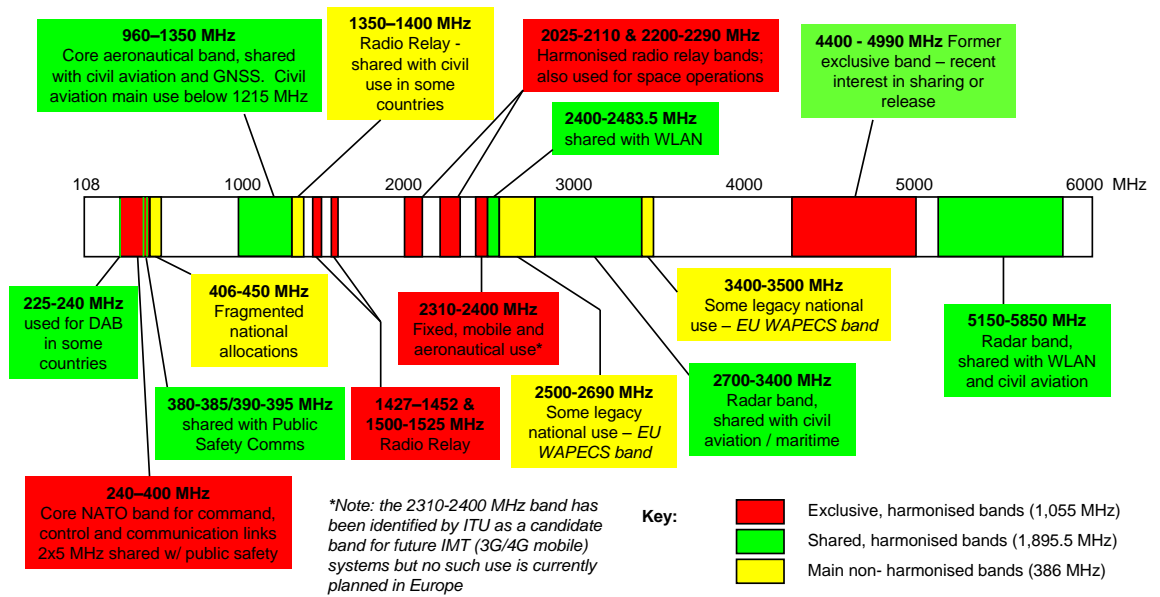 960–1350 MHz
Core aeronautical band, shared
with civil aviation and GNSS.  Civil
aviation main use below 1215 MHz
1350–1400 MHz
Radio Relay -
shared with civil
use in some
countries
2025-2110 & 2200-2290 MHz
Harmonised radio relay bands;
also used for space operations
2400-2483.5 MHz
shared with WLAN
4400 - 4990 MHz Former
exclusive band – recent
interest in sharing or
release
108 1000 2000 3000 4000 5000 6000 MHz
225-240 MHz
used for DAB
in some
countries
406-450 MHz
Fragmented
national
allocations
2310-2400 MHz
Fixed, mobile and
aeronautical use*
3400-3500 MHz
Some legacy national
use – EU WAPECS band
5150-5850 MHz
Radar band,
shared with WLAN
and civil aviation
380-385/390-395 MHz
shared with Public
Safety Comms
1427–1452 &
1500-1525 MHz
Radio Relay
2500-2690 MHz
Some legacy
national use – EU
WAPECS band
2700-3400 MHz
Radar band,
shared with civil
aviation / maritime
240–400 MHz
Core NATO band for command,
control and communication links
2x5 MHz shared w/ public safety
*Note: the 2310-2400 MHz band has
been identified by ITU as a candidate
band for future IMT (3G/4G mobile)
systems but no such use is currently
planned in Europe
Key:
Exclusive, harmonised bands (1,055 MHz)
Shared, harmonised bands (1,895.5 MHz)
Main non- harmonised bands (386 MHz)